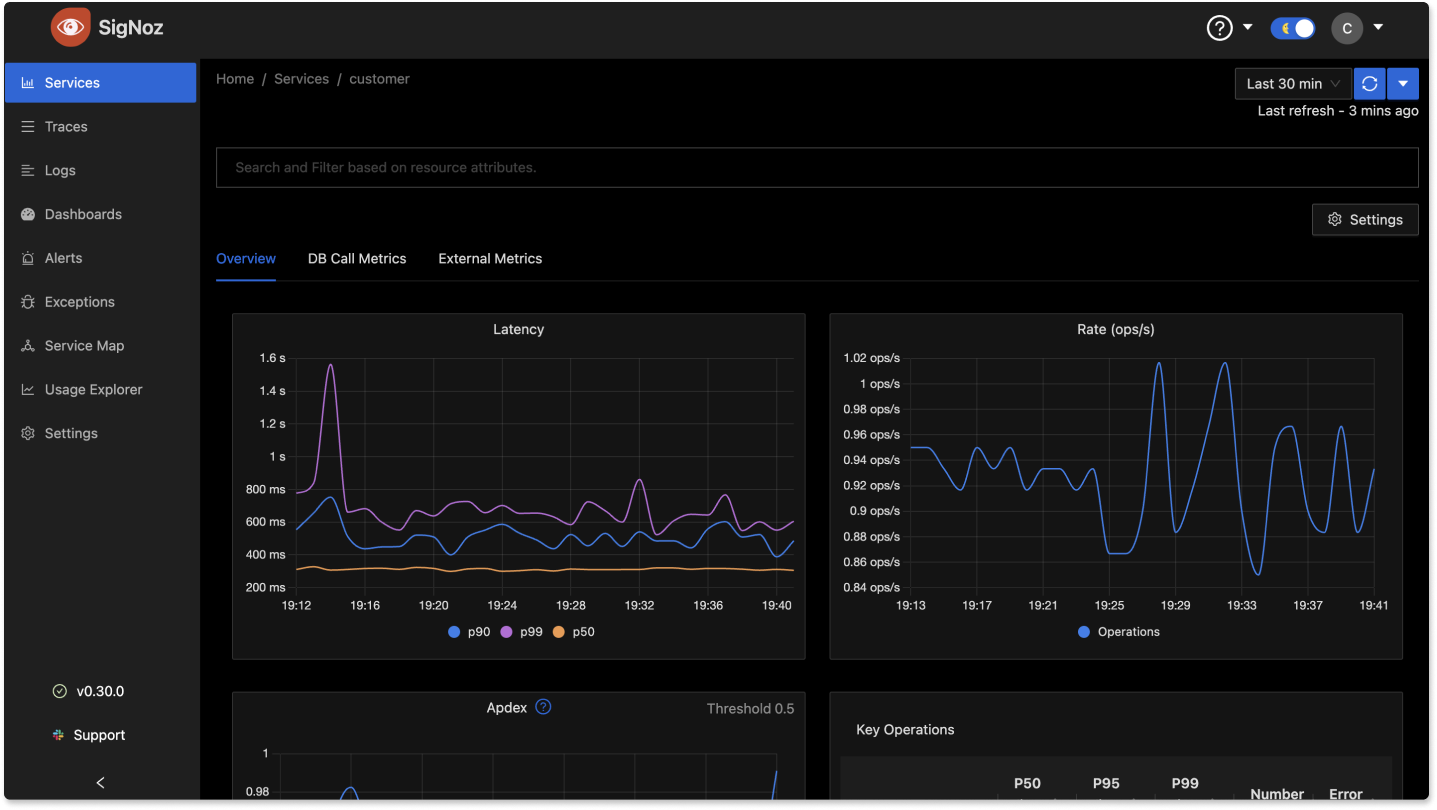 SigNoz
C
Services
Traces
Logs
Dashboards
Alerts
Exceptions
Service Map
Usage Explorer
Settings
v0.30.0
Support
Home / Services / customer
Last 30 min
Last refresh - 3 mins ago
Search and Filter based on resource attributes.
Settings
Overview DB Call Metrics External Metrics
Latency
1.6 s
1.4 s
1.2 s
1 s
800 ms
600 ms
400 ms
200 ms
19:12 19:16 19:20 19:24 19:28 19:32 19:36 19:40
p90 p99 p50
Rate (ops/s)
1.02 ops/s
1 ops/s
0.98 ops/s
0.96 ops/s
0.94 ops/s
0.92 ops/s
0.9 ops/s
0.88 ops/s
0.86 ops/s
0.84 ops/s
19:13 19:17 19:21 19:25 19:29 19:33 19:37 19:41
Operations
Apdex ? Threshold 0.5
1
0.98
Key Operations
P50 P95 P99
Number Error